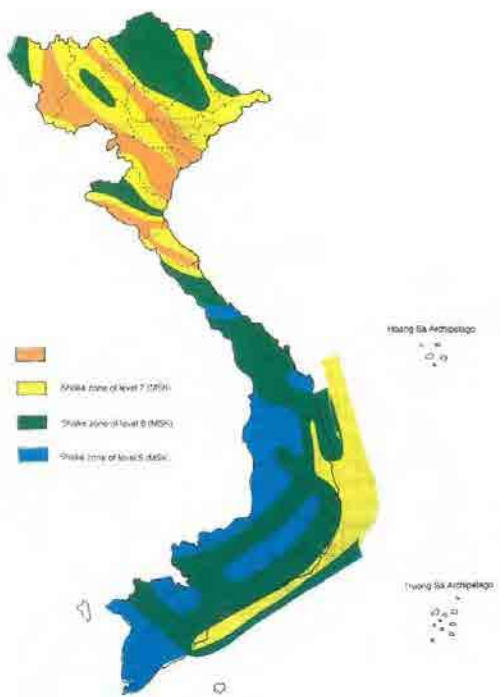 Hoang Sa Archipelago
Shake zone of level 7 (MSK)
Shake zone of level 6 (MSK)
Shake zone of level 5 (MSK)
Truong Sa Archipelago